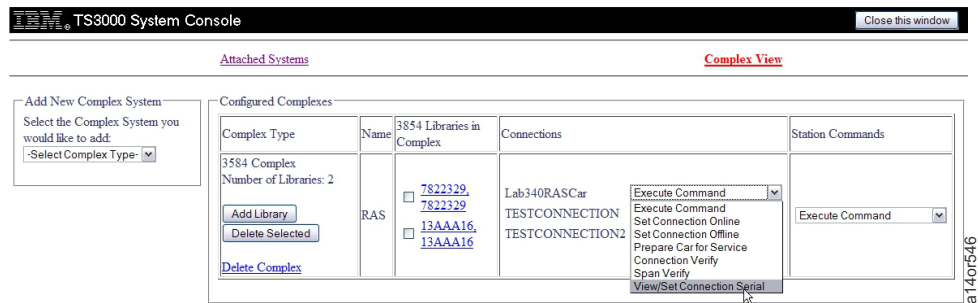 IBM® TS3000 System Console
Close this window
Attached Systems
Complex View
Add New Complex System
Select the Complex System you
would like to add:
-Select Complex Type-
Configured Complexes
Complex Type
Name
3854 Libraries in
Complex
Connections
Station Commands
3584 Complex
Number of Libraries: 2
Add Library
Delete Selected
Delete Complex
RAS
7822329,
7822329
13AAA16,
13AAA16
Lab340RASCar
TESTCONNECTION
TESTCONNECTION2
Execute Command
Execute Command
Set Connection Online
Set Connection Offline
Prepare Car for Service
Connection Verify
Span Verify
View/Set Connection Serial
Execute Command
a14or546